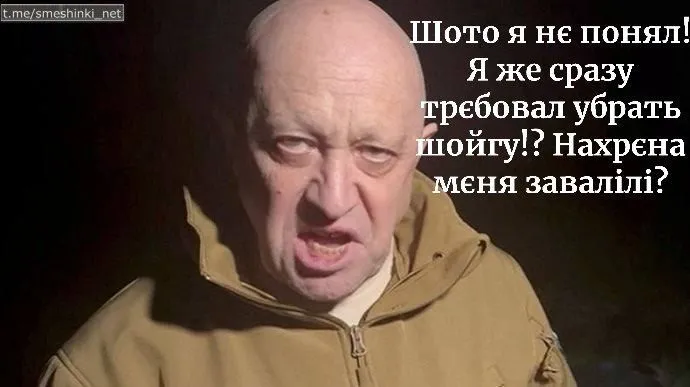 t.me/smeshinki_net
Шото я нє понял!
Я же сразу
трєбовал убрать
шойгу!? Нахрєна
мєня завалілі?